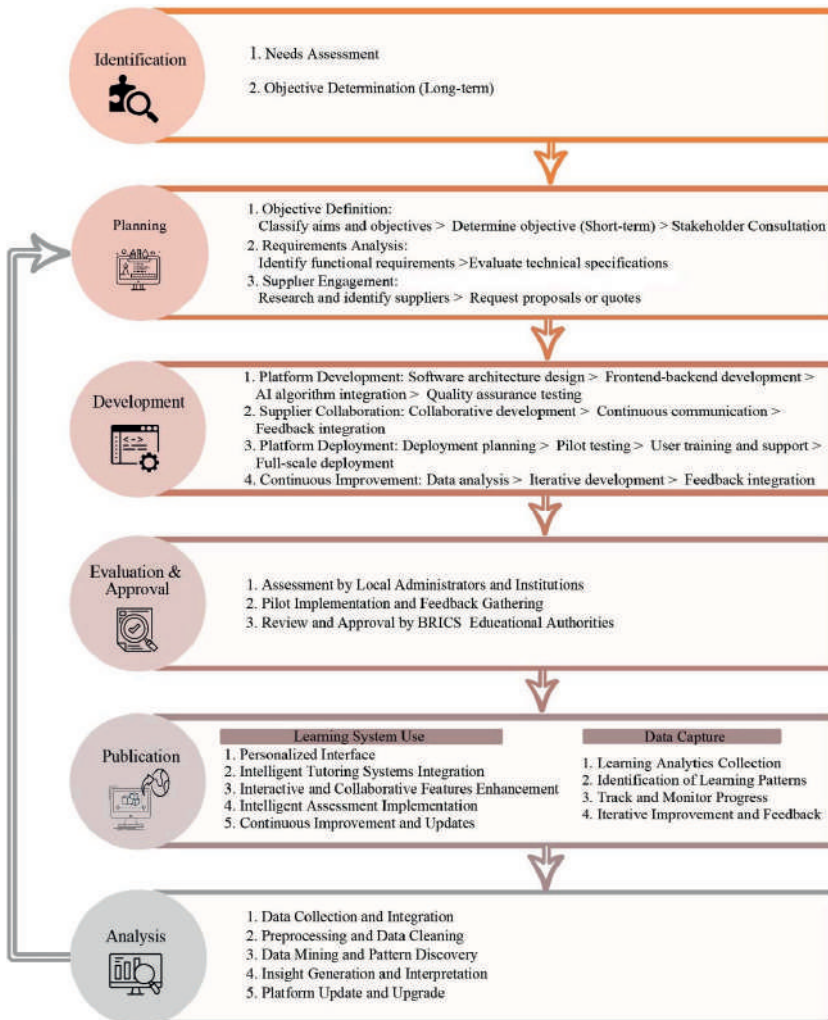 Identification
1. Needs Assessment
2. Objective Determination (Long-term)
Planning
1. Objective Definition:
Classify aims and objectives > Determine objective (Short-term) > Stakeholder Consultation
2. Requirements Analysis:
Identify functional requirements >Evaluate technical specifications
3. Supplier Engagement:
Research and identify suppliers > Request proposals or quotes
Development
1. Platform Development: Software architecture design > Frontend-backend development >
AI algorithm integration > Quality assurance testing
2. Supplier Collaboration: Collaborative development > Continuous communication >
Feedback integration
3. Platform Deployment: Deployment planning > Pilot testing > User training and support >
Full-scale deployment
4. Continuous Improvement: Data analysis > Iterative development > Feedback integration
Evaluation &
Approval
1. Assessment by Local Administrators and Institutions
2. Pilot Implementation and Feedback Gathering
3. Review and Approval by BRICS Educational Authorities
Publication
Learning System Use
1. Personalized Interface
2. Intelligent Tutoring Systems Integration
3. Interactive and Collaborative Features Enhancement
4. Intelligent Assessment Implementation
5. Continuous Improvement and Updates
Data Capture
1. Learning Analytics Collection
2. Identification of Learning Patterns
3. Track and Monitor Progress
4. Iterative Improvement and Feedback
Analysis
1. Data Collection and Integration
2. Preprocessing and Data Cleaning
3. Data Mining and Pattern Discovery
4. Insight Generation and Interpretation
5. Platform Update and Upgrade